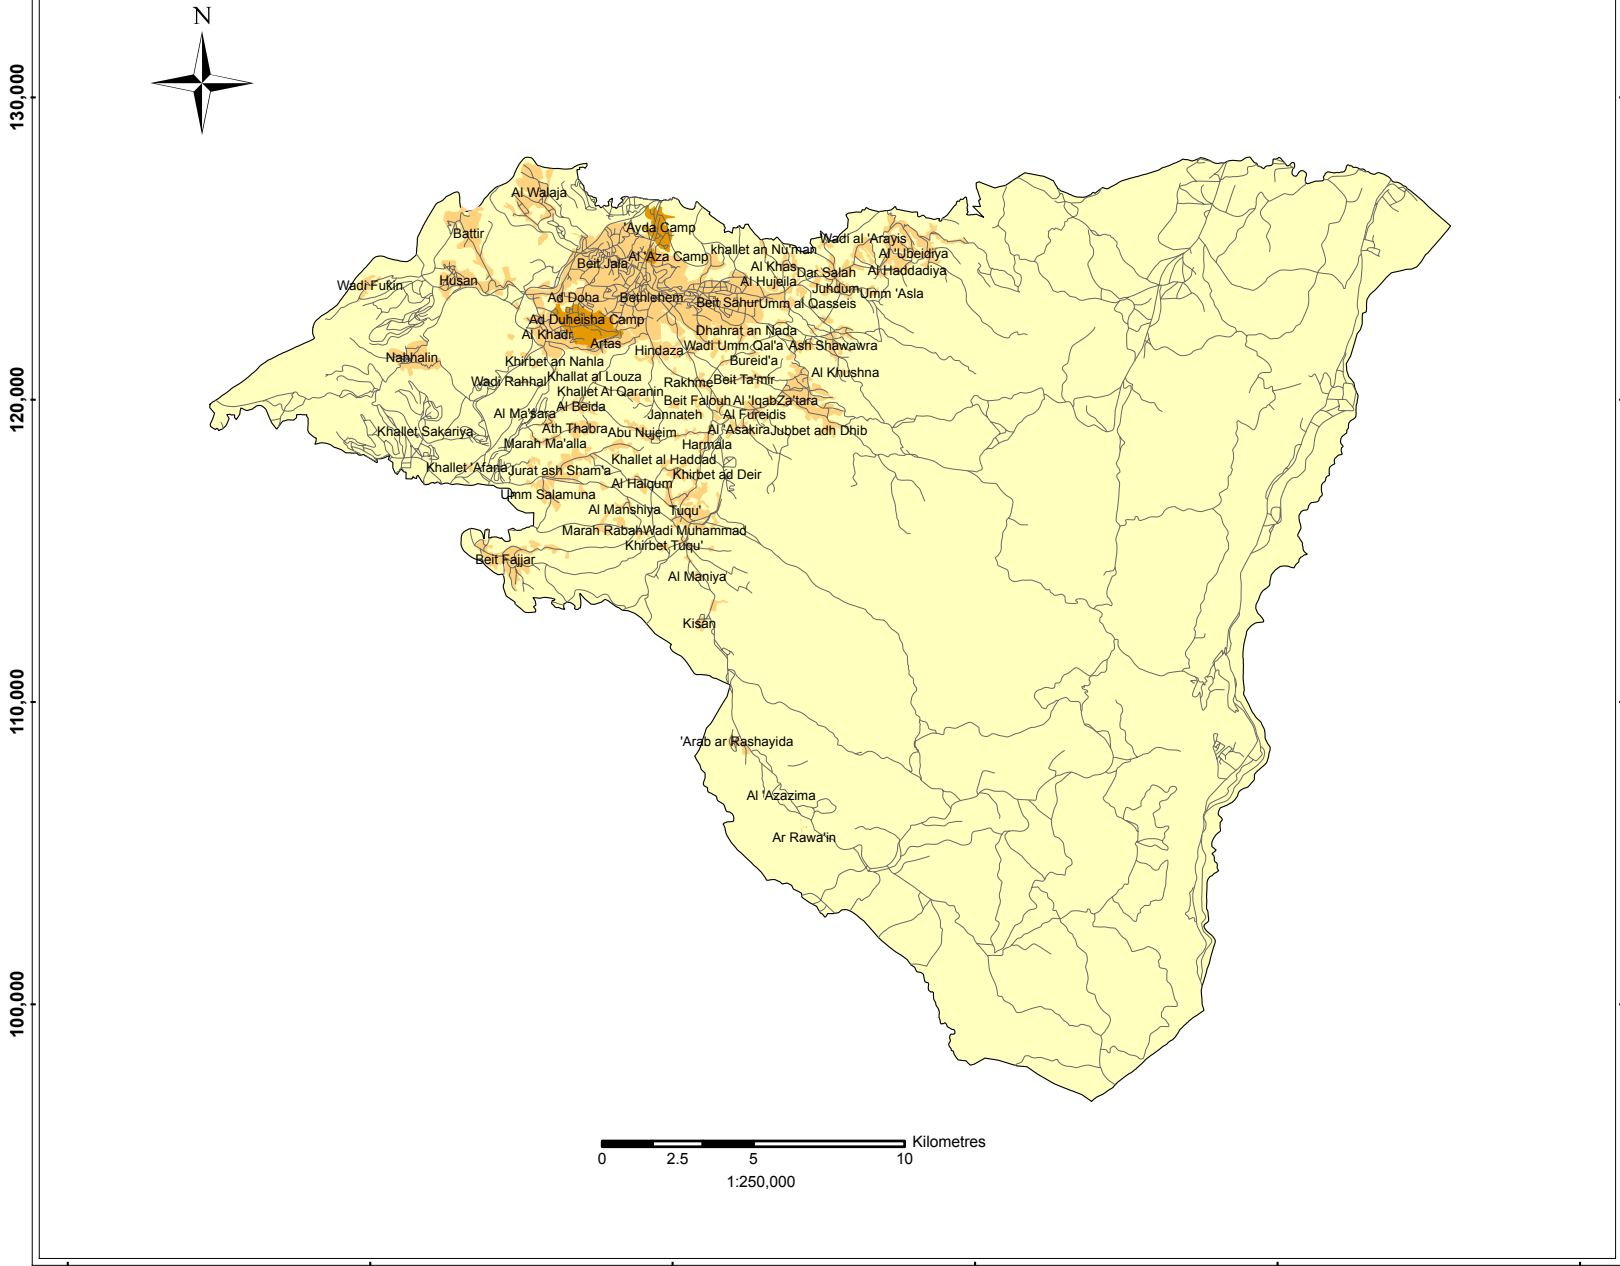 N
130,000
120,000
110,000
100,000
Al Walaja
'Ayda Camp
Battir
Wadi al 'Arayis
khallet an Nu'man
Al 'Ubeidiya
Al 'Aza Camp
Beit Jala
Al Khas
Dar Salah
Al Haddadiya
Husan
Al Hujeila
Wadi Fukin
Juhdum
Umm 'Asla
Ad Doha
Bethlehem
Beit Sahur
Umm al Qasseis
Ad Duheisha Camp
Dhahrat an Nada
Al Khadr
Artas
Wadi Umm Qal'a
Ash Shawawra
Hindaza
Nahhalin
Khirbet an Nahla
Bureid'a
Al Khushna
Wadi Rahhal
Khallat al Louza
Rakhme
Beit Ta'mir
Khallet Al Qaranin
Beit Falouh
Al 'Iqab
Za'tara
Al Beida
Al Ma'sara
Jannateh
Al Fureidis
Ath Thabra
Abu Nujeim
Al 'Asakira
Jubbet adh Dhib
Khallet Sakariya
Marah Ma'alla
Harmala
Khallet al Haddad
Khallet 'Afana
Jurat ash Sham'a
Khirbet ad Deir
Al Halqum
Umm Salamuna
Al Manshiya
Tuqu'
Marah Rabah
Wadi Muhammad
Khirbet Tuqu'
Beit Fajjar
Al Maniya
Kisan
'Arab ar Rashayida
Al 'Azazima
Ar Rawa'in
Kilometres
0 2.5 5 10
1:250,000